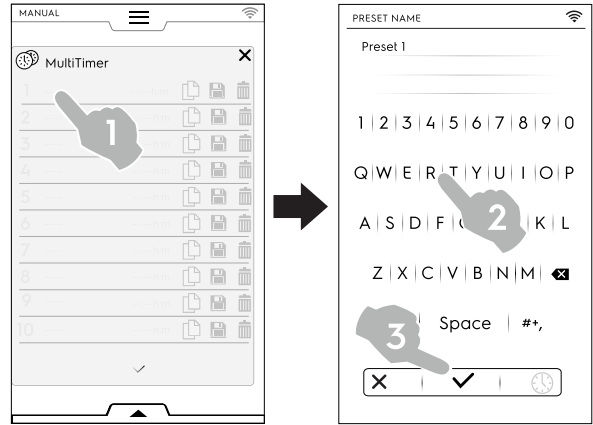 MANUAL
MultiTimer
1
2
3
4
5
6
7
8
9
10
1
PRESET NAME
Preset 1
1 2 3 4 5 6 7 8 9 0
Q W E R T Y U I O P
A S D F K L
2
Z X C V B N M
Space #+,
3